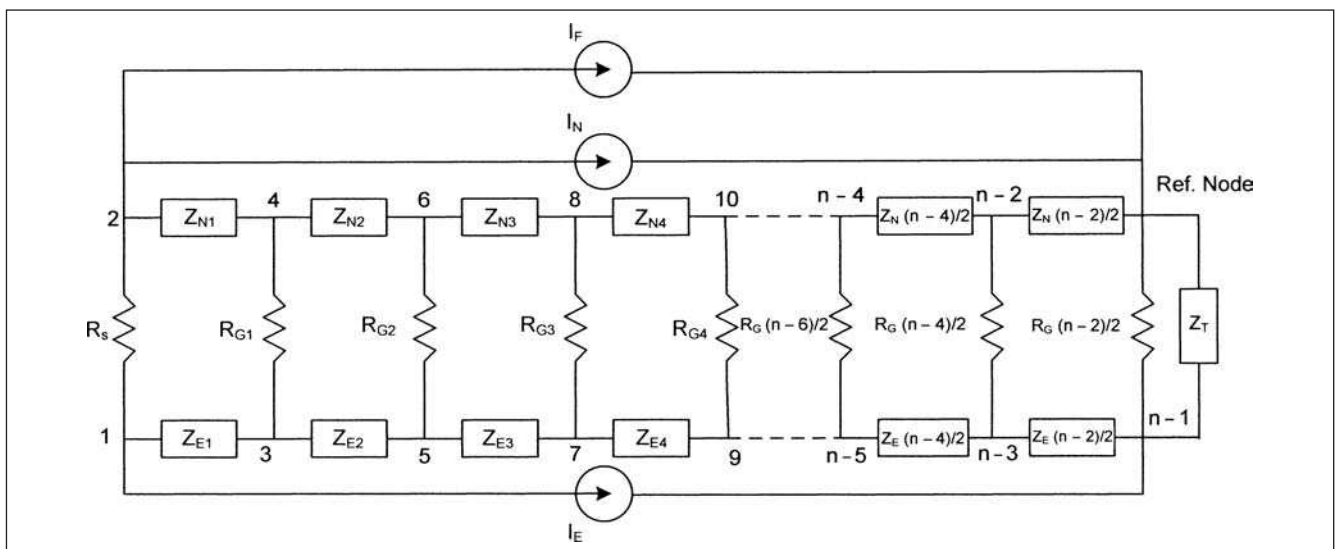 I_F
I_N
Ref. Node
2 Z_N1 4 Z_N2 6 Z_N3 8 Z_N4 10 n – 4 Z_N (n – 4)/2 n – 2 Z_N (n – 2)/2
R_s R_G1 R_G2 R_G3 R_G4 R_G (n – 6)/2 R_G (n – 4)/2 R_G (n – 2)/2 Z_T
1 Z_E1 3 Z_E2 5 Z_E3 7 Z_E4 9 n – 5 Z_E (n – 4)/2 n – 3 Z_E (n – 2)/2 n – 1
I_E